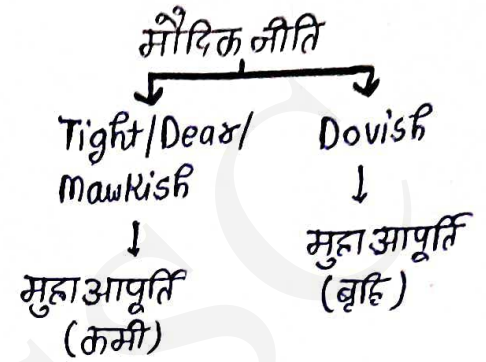 मौद्रिक नीति
Tight/Dear/
Mawkish
Dovish
मुद्रा आपूर्ति
(कमी)
मुद्रा आपूर्ति
(बृद्धि)